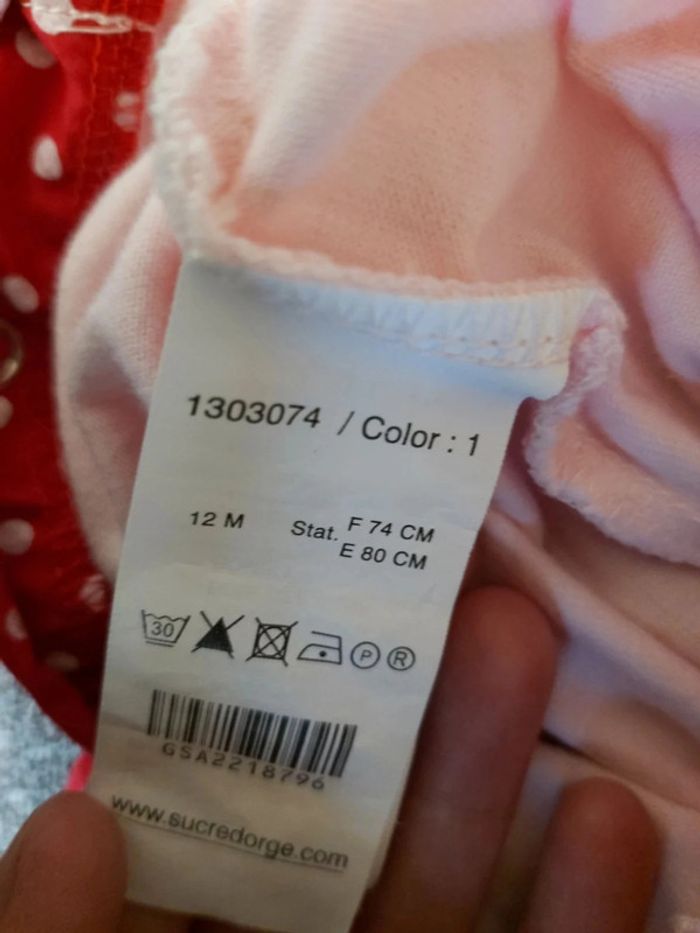 1303074 / Color : 1
12 M Stat. F 74 CM
E 80 CM
30 P R
GSA2218796
www.sucredorge.com